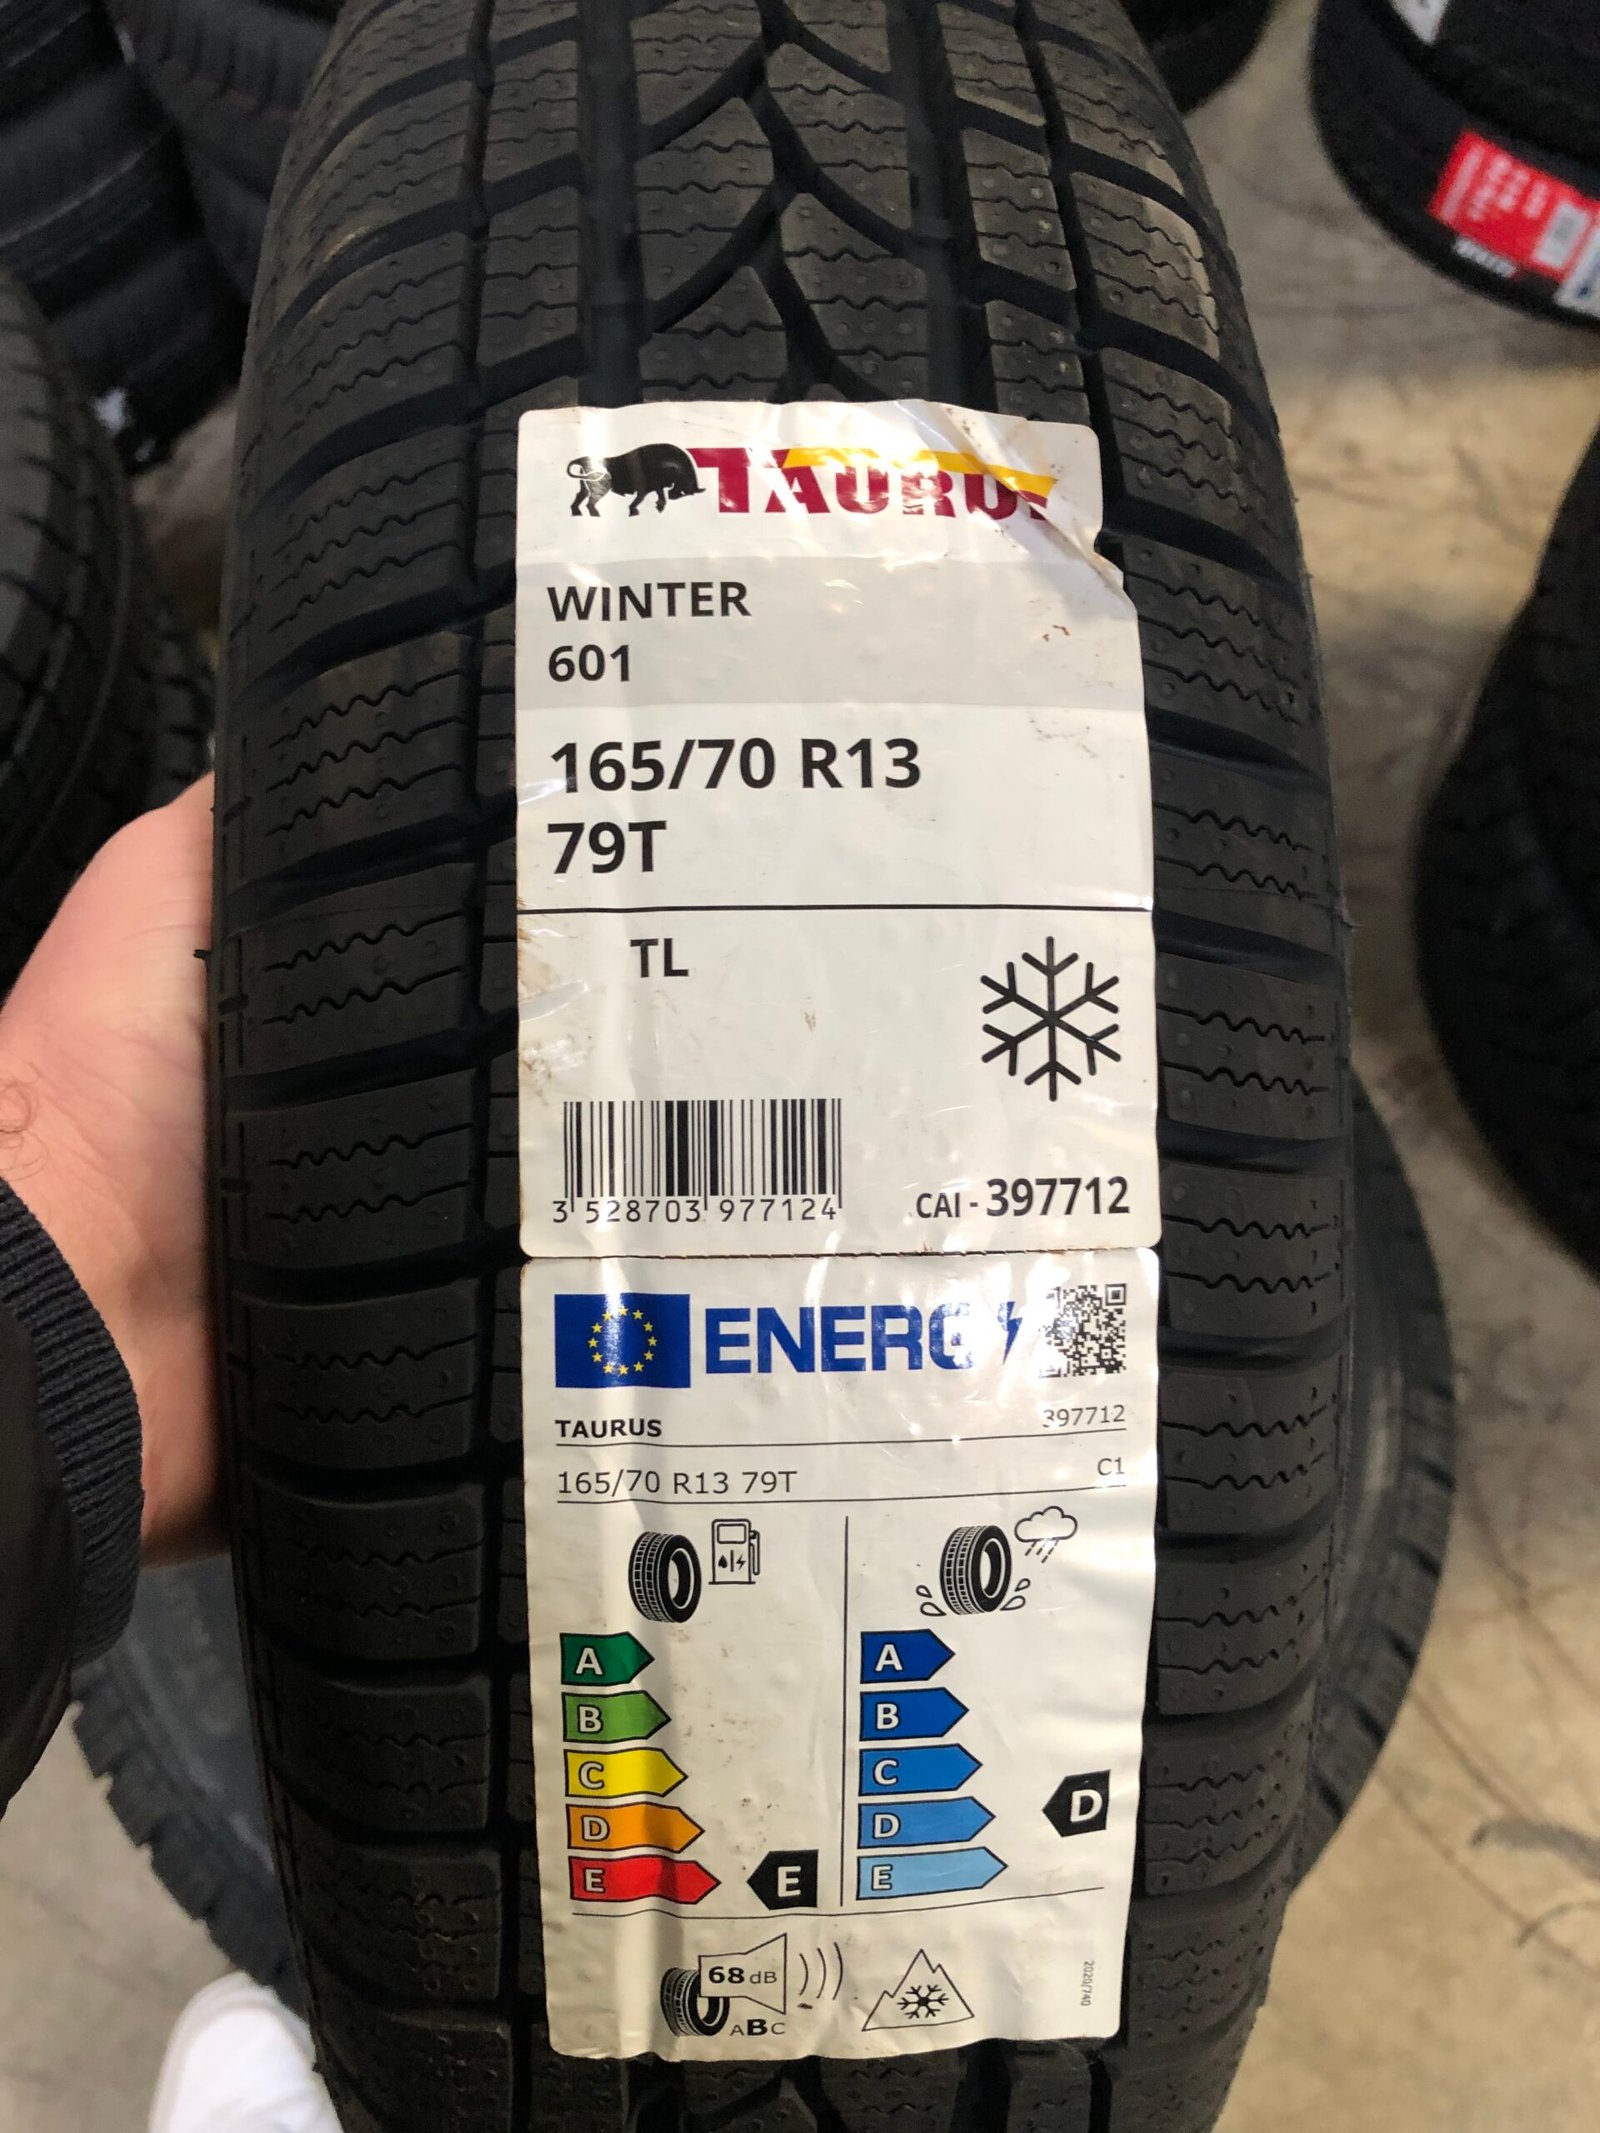 TAURUS
WINTER
601
165/70 R13
79T
TL
3 528703 977124
CAI - 397712
ENERG
TAURUS 397712
165/70 R13 79T C1
A A
B B
C C
D D D
E E E
68 dB
ABC
2020/740